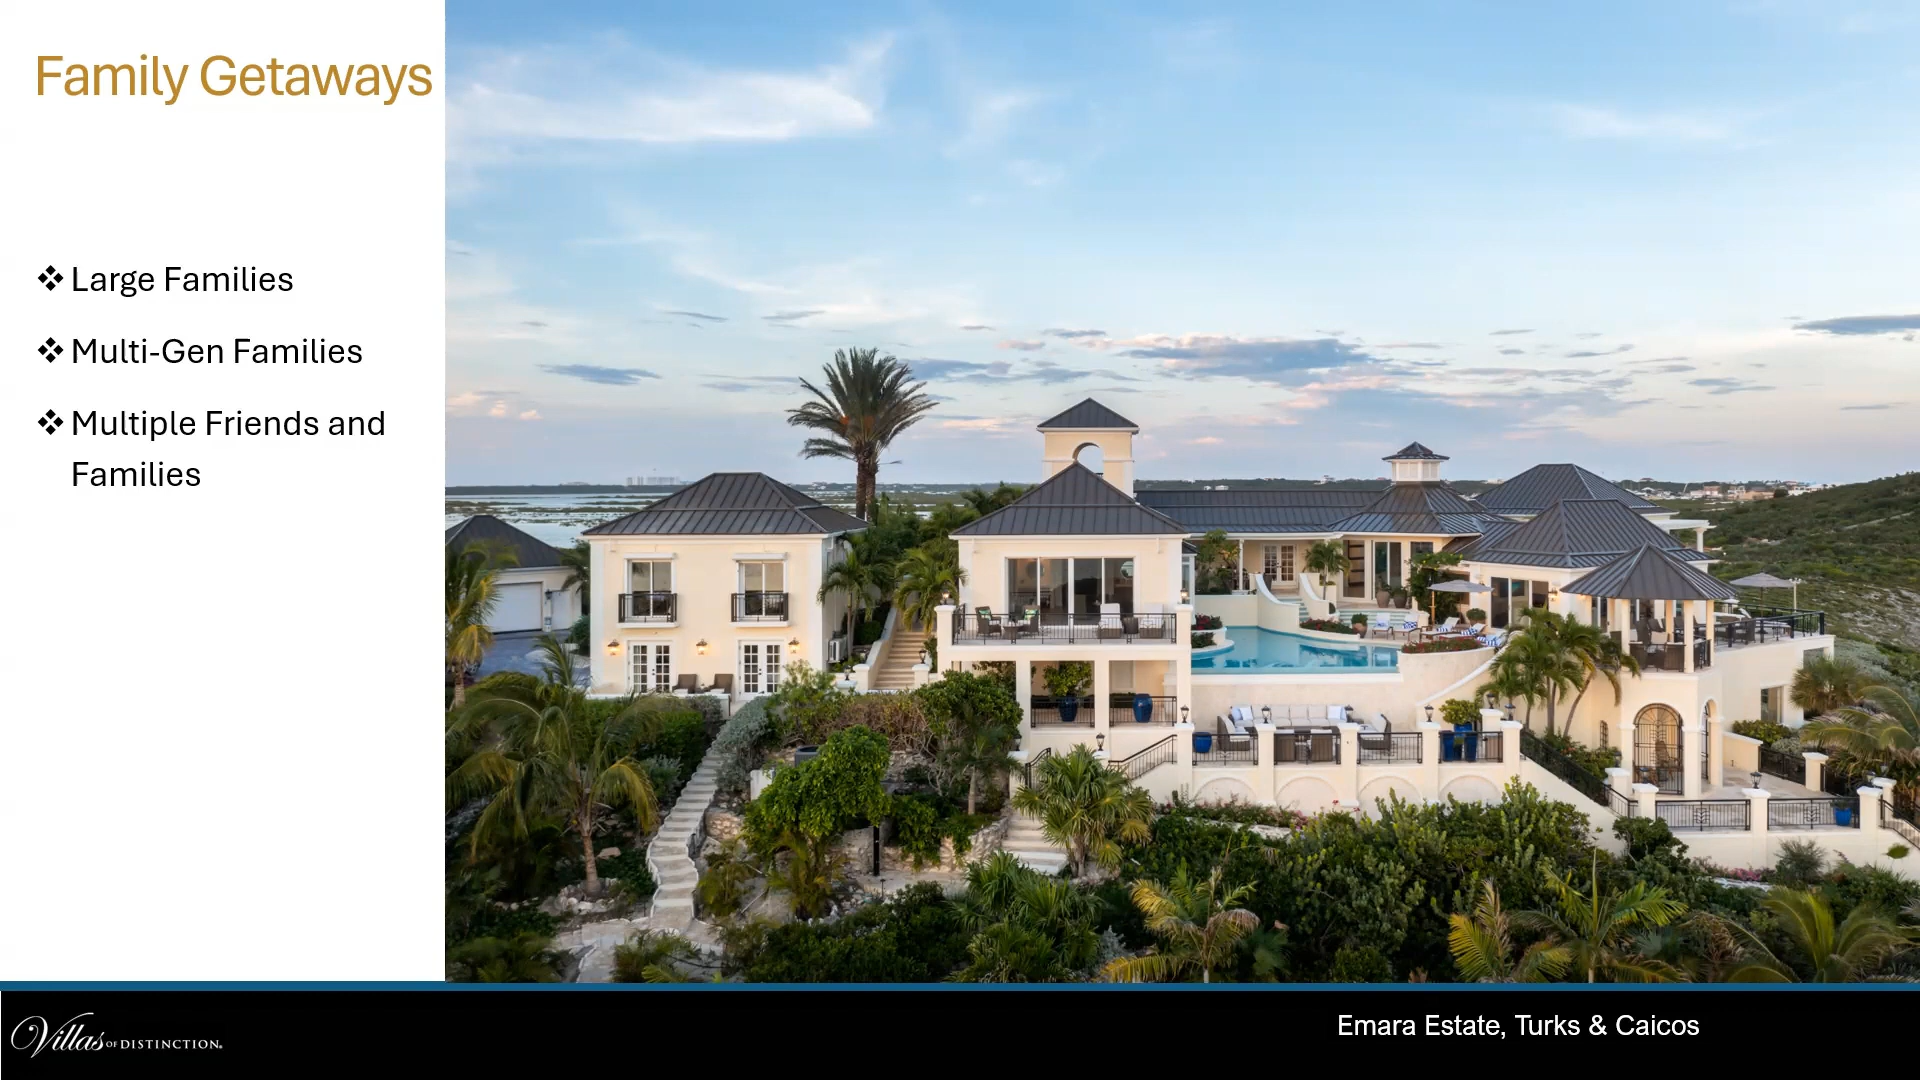 Family Getaways
❖ Large Families
❖ Multi-Gen Families
❖ Multiple Friends and
Families
Villas OF DISTINCTION®
Emara Estate, Turks & Caicos